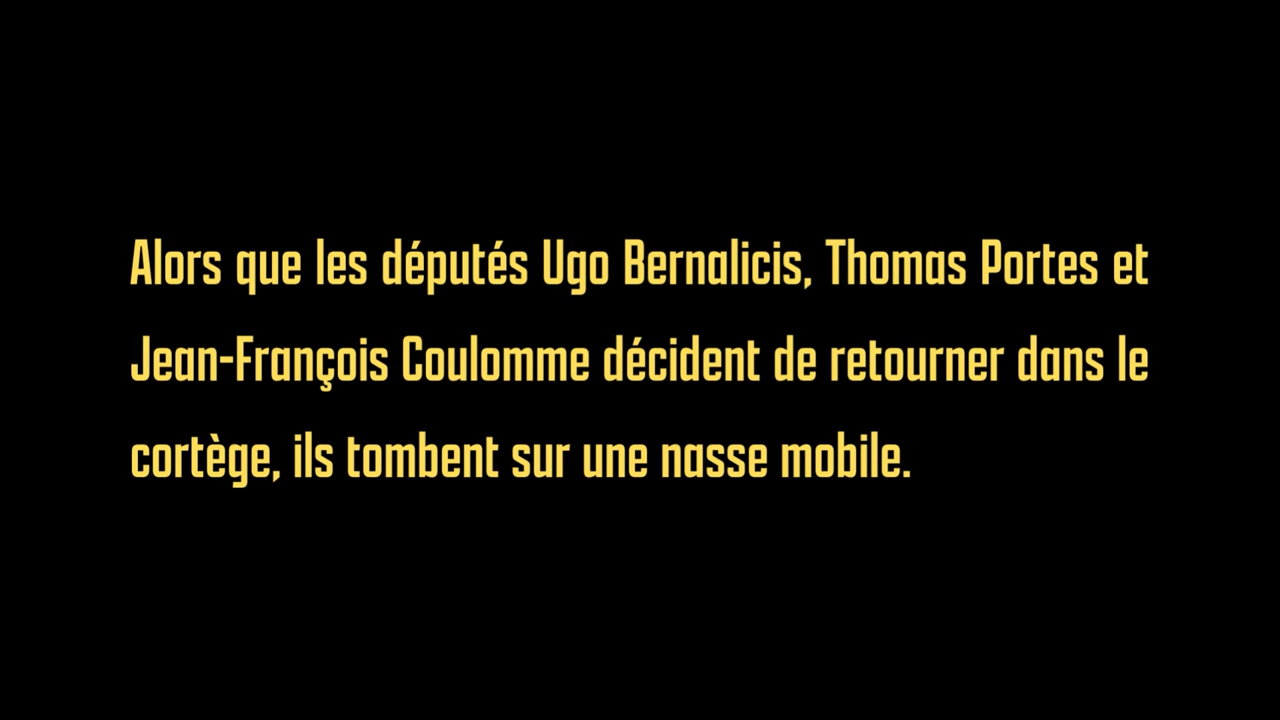 Alors que les députés Ugo Bernalicis, Thomas Portes et
Jean-François Coulomme décident de retourner dans le
cortège, ils tombent sur une nasse mobile.